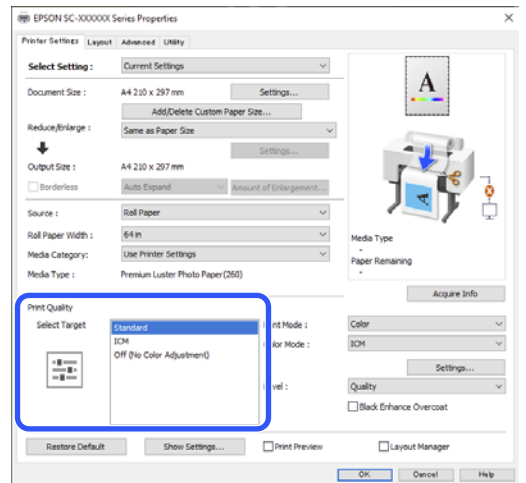 EPSON SC-XXXXXX Series Properties
Printer Settings Layout Advanced Utility
Select Setting : Current Settings
Document Size : A4 210 x 297 mm Settings...
Add/Delete Custom Paper Size...
Reduce/Enlarge : Same as Paper Size
Settings...
Output Size : A4 210 x 297 mm
Borderless Auto Expand Amount of Enlargement...
Source : Roll Paper
Roll Paper Width : 64 in
Media Category: Use Printer Settings
Media Type : Premium Luster Photo Paper(260)
A
A
Media Type
-
Paper Remaining
-
Acquire Info
Print Quality
Select Target Standard
ICM
Off (No Color Adjustment)
nt Mode : Color
lor Mode : ICM
Settings...
vel : Quality
Black Enhance Overcoat
Restore Default Show Settings... Print Preview Layout Manager
OK Cancel Help